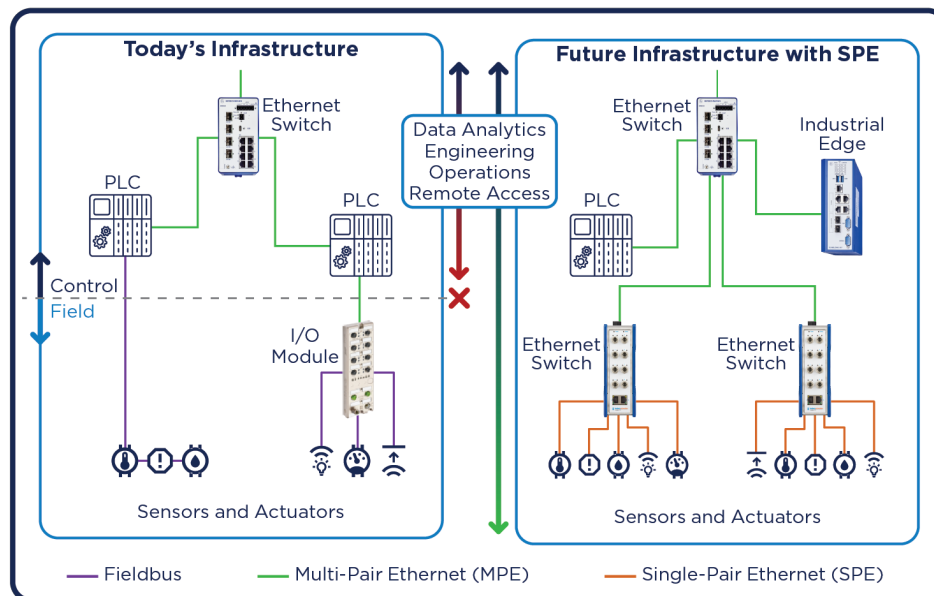 Today's Infrastructure
Ethernet
Switch
PLC
PLC
Control
Field
I/O
Module
Sensors and Actuators
Data Analytics
Engineering
Operations
Remote Access
Future Infrastructure with SPE
Ethernet
Switch
Industrial
Edge
PLC
Ethernet
Switch
Ethernet
Switch
Sensors and Actuators
Fieldbus
Multi-Pair Ethernet (MPE)
Single-Pair Ethernet (SPE)